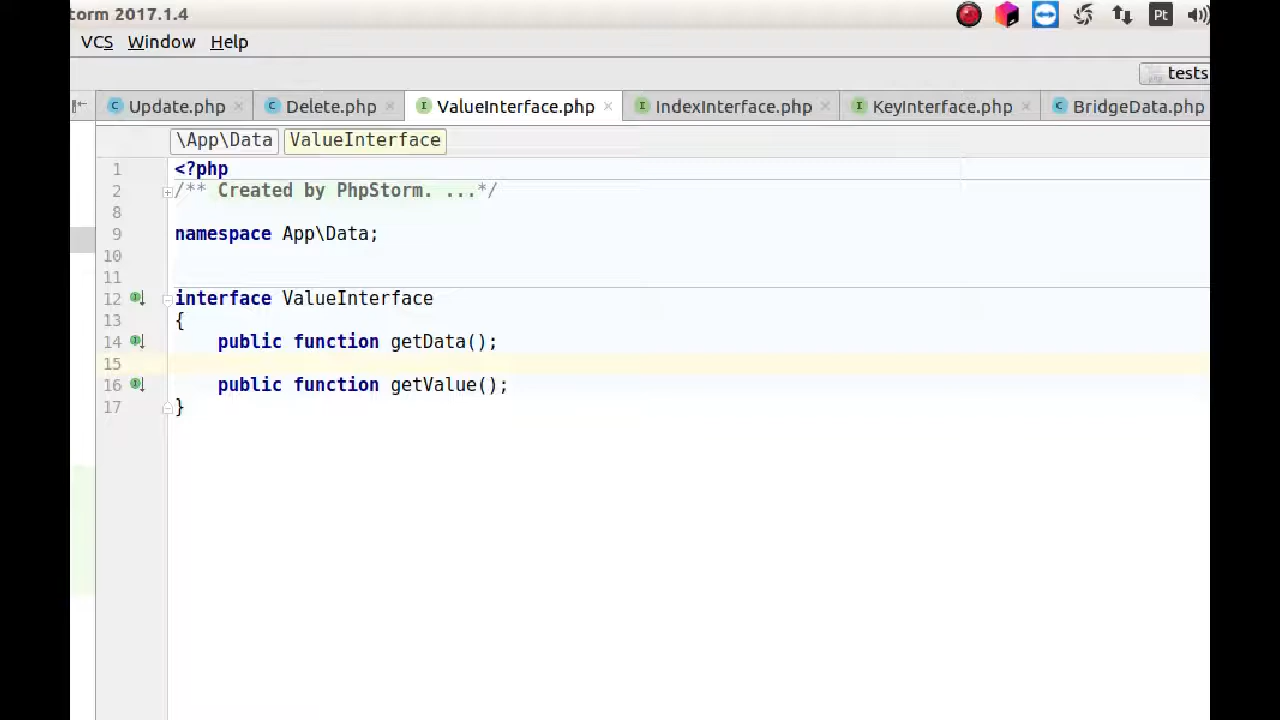 torm 2017.1.4
Pt
VCS Window Help
tests
Update.php Delete.php ValueInterface.php IndexInterface.php KeyInterface.php BridgeData.php
\App\Data ValueInterface
1 <?php
2 /** Created by PhpStorm. ...*/
8
9 namespace App\Data;
10
11
12 interface ValueInterface
13 {
14 public function getData();
15
16 public function getValue();
17 }